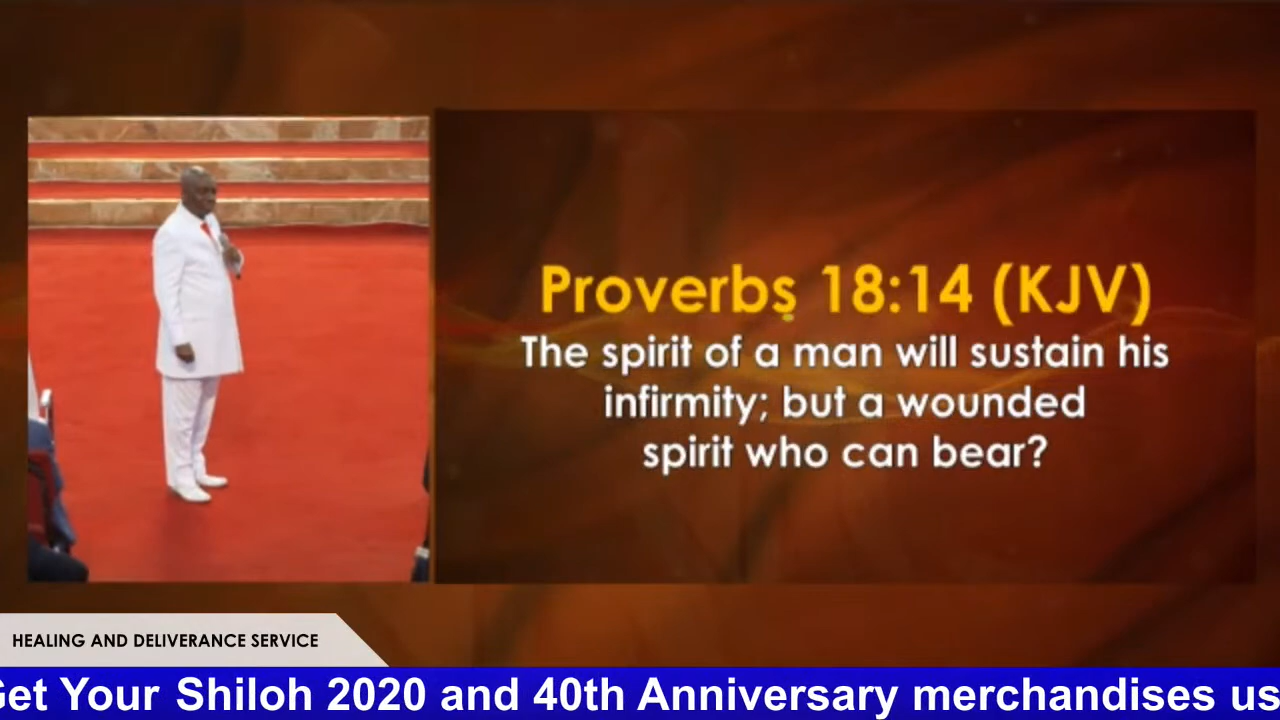 Proverbs 18:14 (KJV)
The spirit of a man will sustain his
infirmity; but a wounded
spirit who can bear?
HEALING AND DELIVERANCE SERVICE
Get Your Shiloh 2020 and 40th Anniversary merchandises us